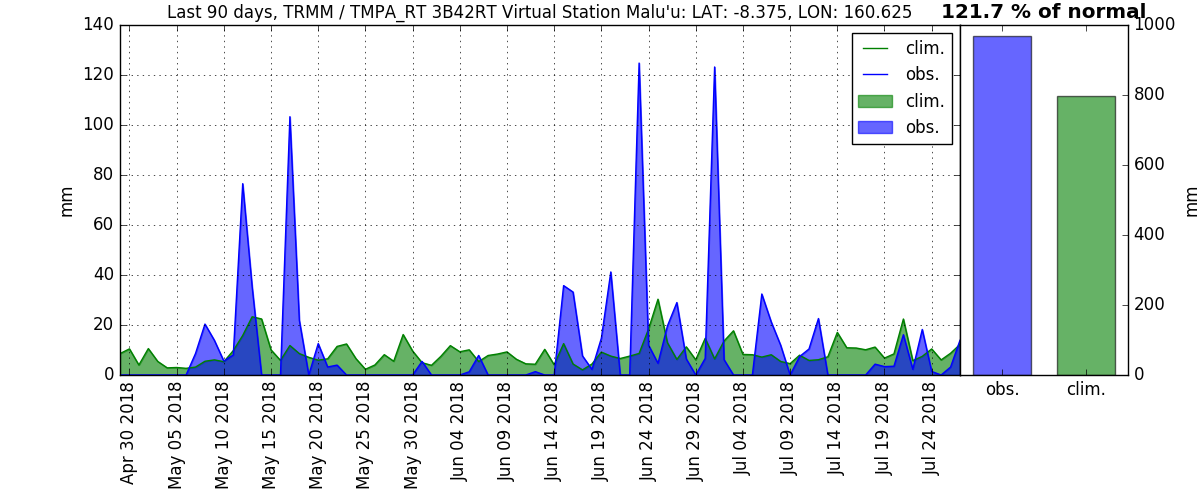 Last 90 days, TRMM / TMPA_RT 3B42RT Virtual Station Malu'u: LAT: -8.375, LON: 160.625
121.7 % of normal
140
120
100
80
60
40
20
0
mm
clim.
obs.
clim.
obs.
Apr 30 2018
May 05 2018
May 10 2018
May 15 2018
May 20 2018
May 25 2018
May 30 2018
Jun 04 2018
Jun 09 2018
Jun 14 2018
Jun 19 2018
Jun 24 2018
Jun 29 2018
Jul 04 2018
Jul 09 2018
Jul 14 2018
Jul 19 2018
Jul 24 2018
1000
800
600
400
200
0
mm
obs.
clim.